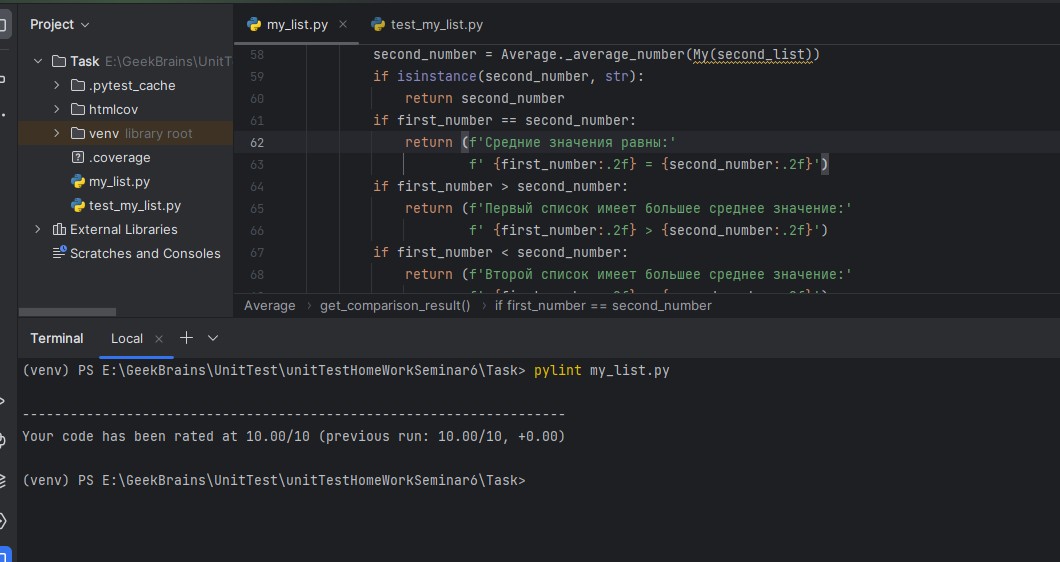 Project
my_list.py
test_my_list.py
Task E:\GeekBrains\UnitT
.pytest_cache
htmlcov
venv library root
.coverage
my_list.py
test_my_list.py
External Libraries
Scratches and Consoles
58 second_number = Average._average_number(My(second_list))
59 if isinstance(second_number, str):
60 return second_number
61 if first_number == second_number:
62 return (f'Средние значения равны:'
63 f' {first_number:.2f} = {second_number:.2f}')
64 if first_number > second_number:
65 return (f'Первый список имеет большее среднее значение:'
66 f' {first_number:.2f} > {second_number:.2f}')
67 if first_number < second_number:
68 return (f'Второй список имеет большее среднее значение:'
Average > get_comparison_result() > if first_number == second_number
Terminal Local
(venv) PS E:\GeekBrains\UnitTest\unitTestHomeWorkSeminar6\Task> pylint my_list.py
--------------------------------------------------------------------
Your code has been rated at 10.00/10 (previous run: 10.00/10, +0.00)
(venv) PS E:\GeekBrains\UnitTest\unitTestHomeWorkSeminar6\Task>